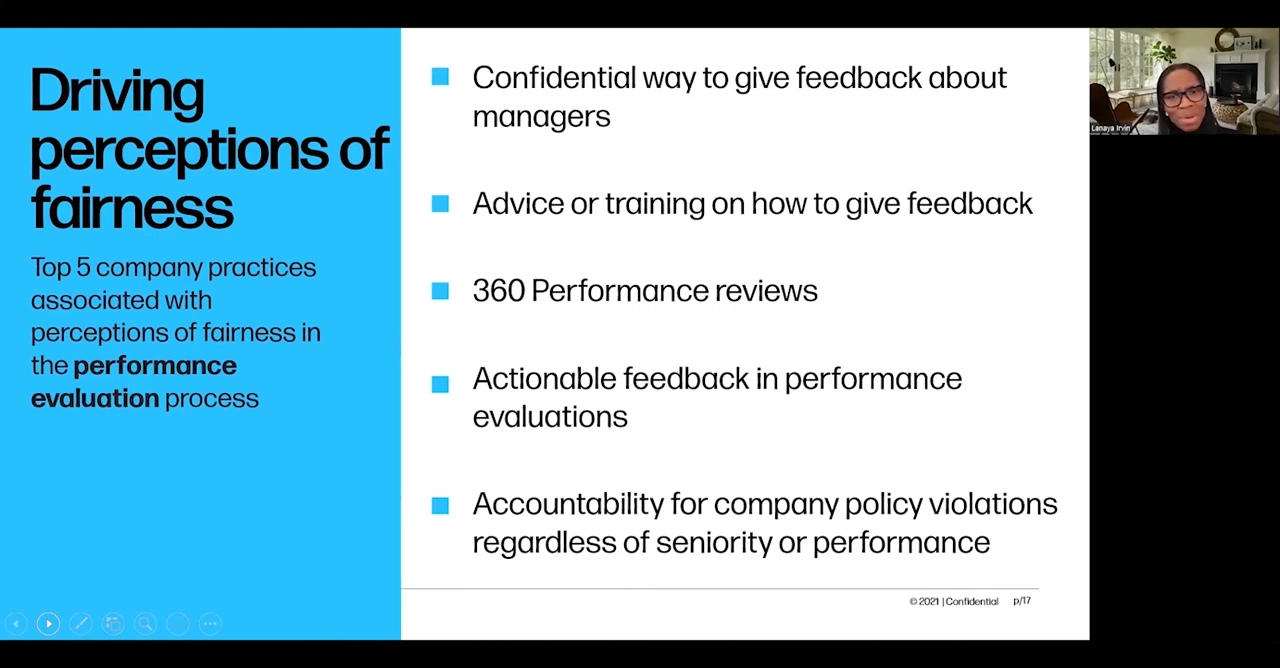 Driving
perceptions of
fairness
Top 5 company practices
associated with
perceptions of fairness in
the performance
evaluation process
Confidential way to give feedback about
managers
Advice or training on how to give feedback
360 Performance reviews
Actionable feedback in performance
evaluations
Accountability for company policy violations
regardless of seniority or performance
© 2021 | Confidential p/17
Lanaya Irvin